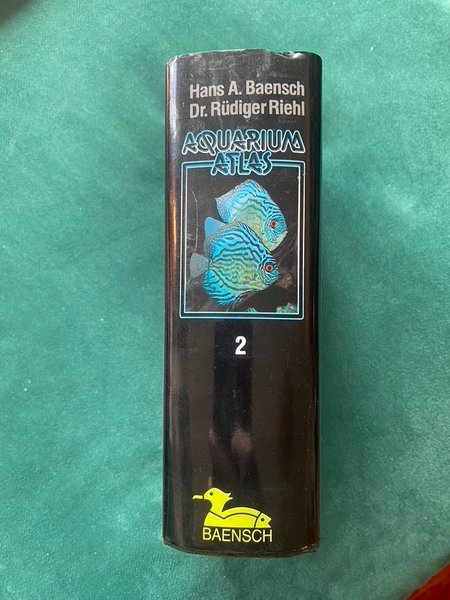 Hans A. Baensch
Dr. Rüdiger Riehl
AQUARIUM
ATLAS
2
BAENSCH